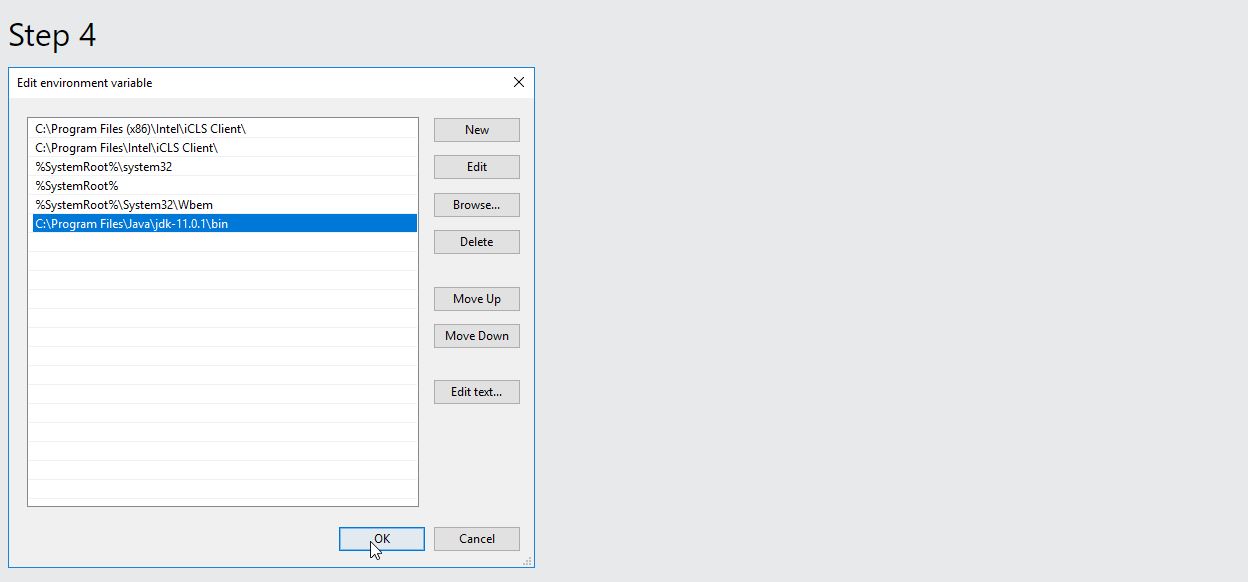 Step 4
Edit environment variable
C:\Program Files (x86)\Intel\iCLS Client\
C:\Program Files\Intel\iCLS Client\
%SystemRoot%\system32
%SystemRoot%
%SystemRoot%\System32\Wbem
C:\Program Files\Java\jdk-11.0.1\bin
New
Edit
Browse...
Delete
Move Up
Move Down
Edit text...
OK
Cancel